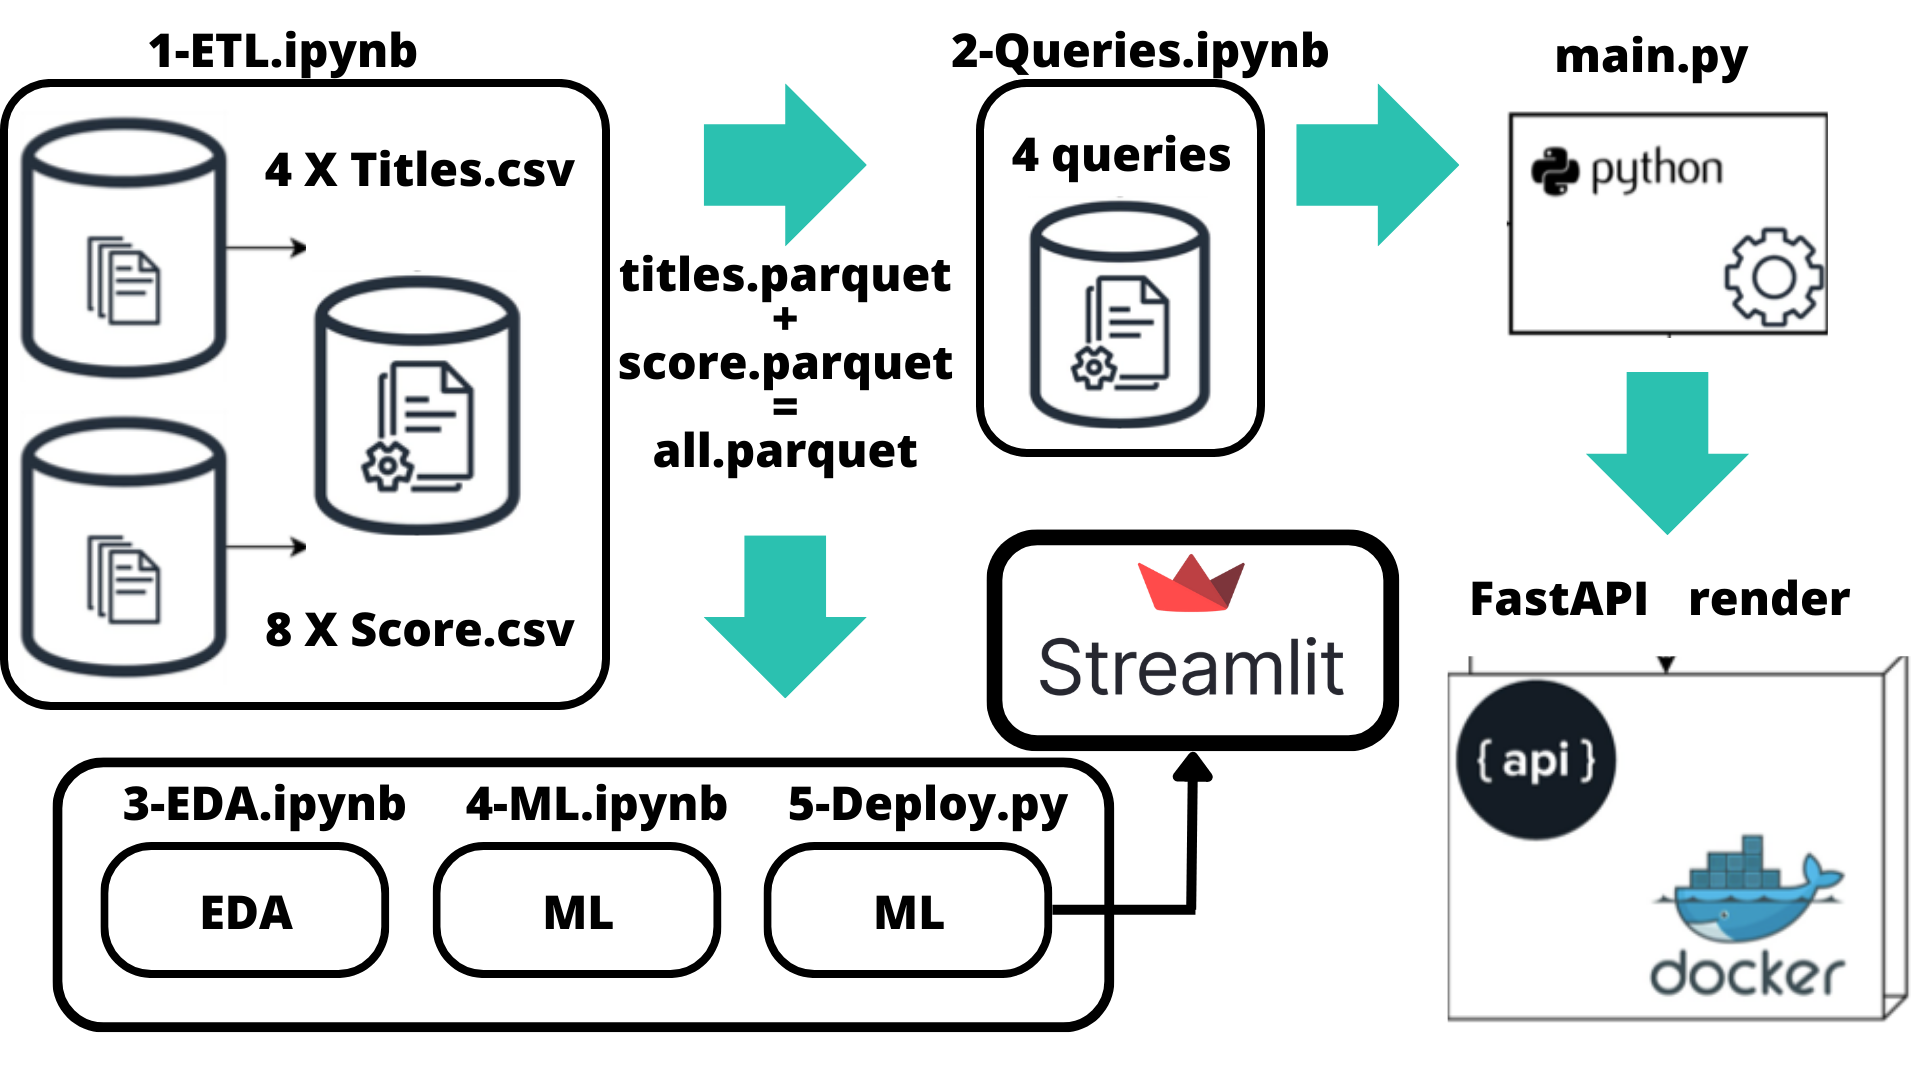 1-ETL.ipynb
4 X Titles.csv
8 X Score.csv
titles.parquet
+
score.parquet
=
all.parquet
2-Queries.ipynb
4 queries
main.py
python
FastAPI render
{ api }
docker
Streamlit
3-EDA.ipynb 4-ML.ipynb 5-Deploy.py
EDA ML ML